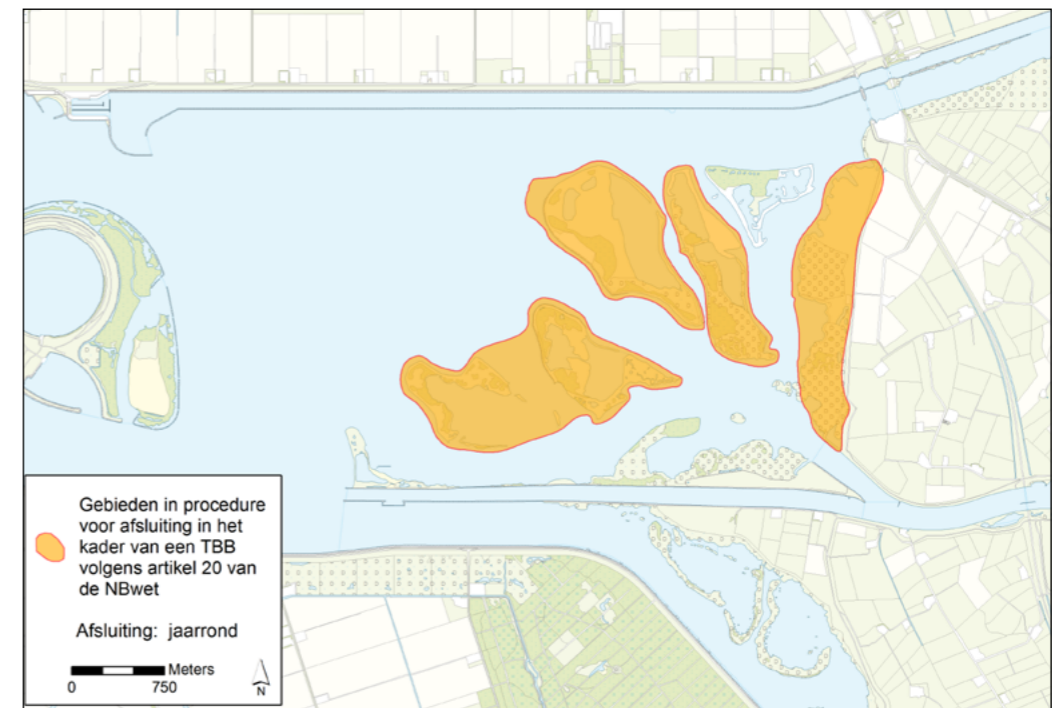 Gebieden in procedure
voor afsluiting in het
kader van een TBB
volgens artikel 20 van
de NBwet
Afsluiting: jaarrond
Meters
0 750
N